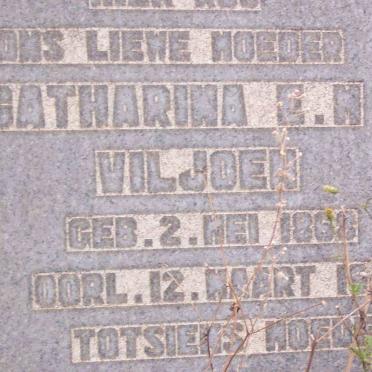 ONS LIEWE MOEDER
CATHARINA E.M
VILJOEN
GEB. 2. MEI
OORL. 12. MAART
TOTSIENS